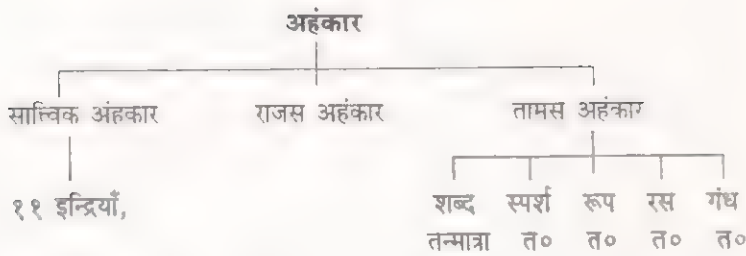 अहंकार
सात्त्विक अंहकार राजस अहंकार तामस अहंकार
११ इन्द्रियाँ, शब्द स्पर्श रूप रस गंध
तन्मात्रा त० त० त० त०